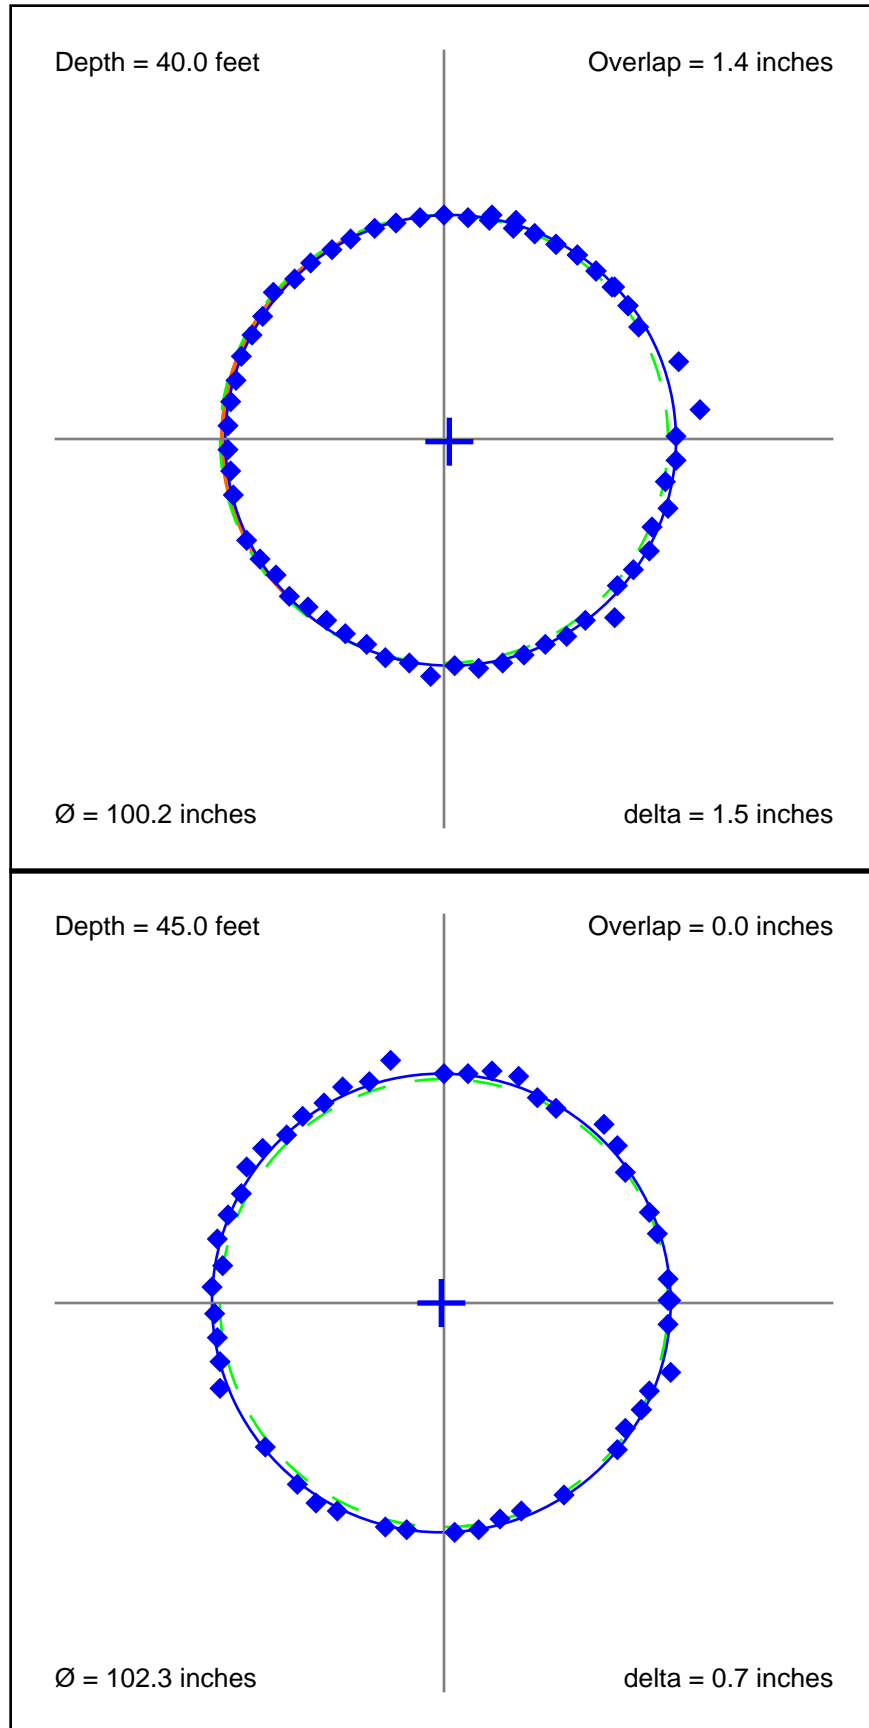 Depth = 40.0 feet
Overlap = 1.4 inches
Ø = 100.2 inches
delta = 1.5 inches
Depth = 45.0 feet
Overlap = 0.0 inches
Ø = 102.3 inches
delta = 0.7 inches